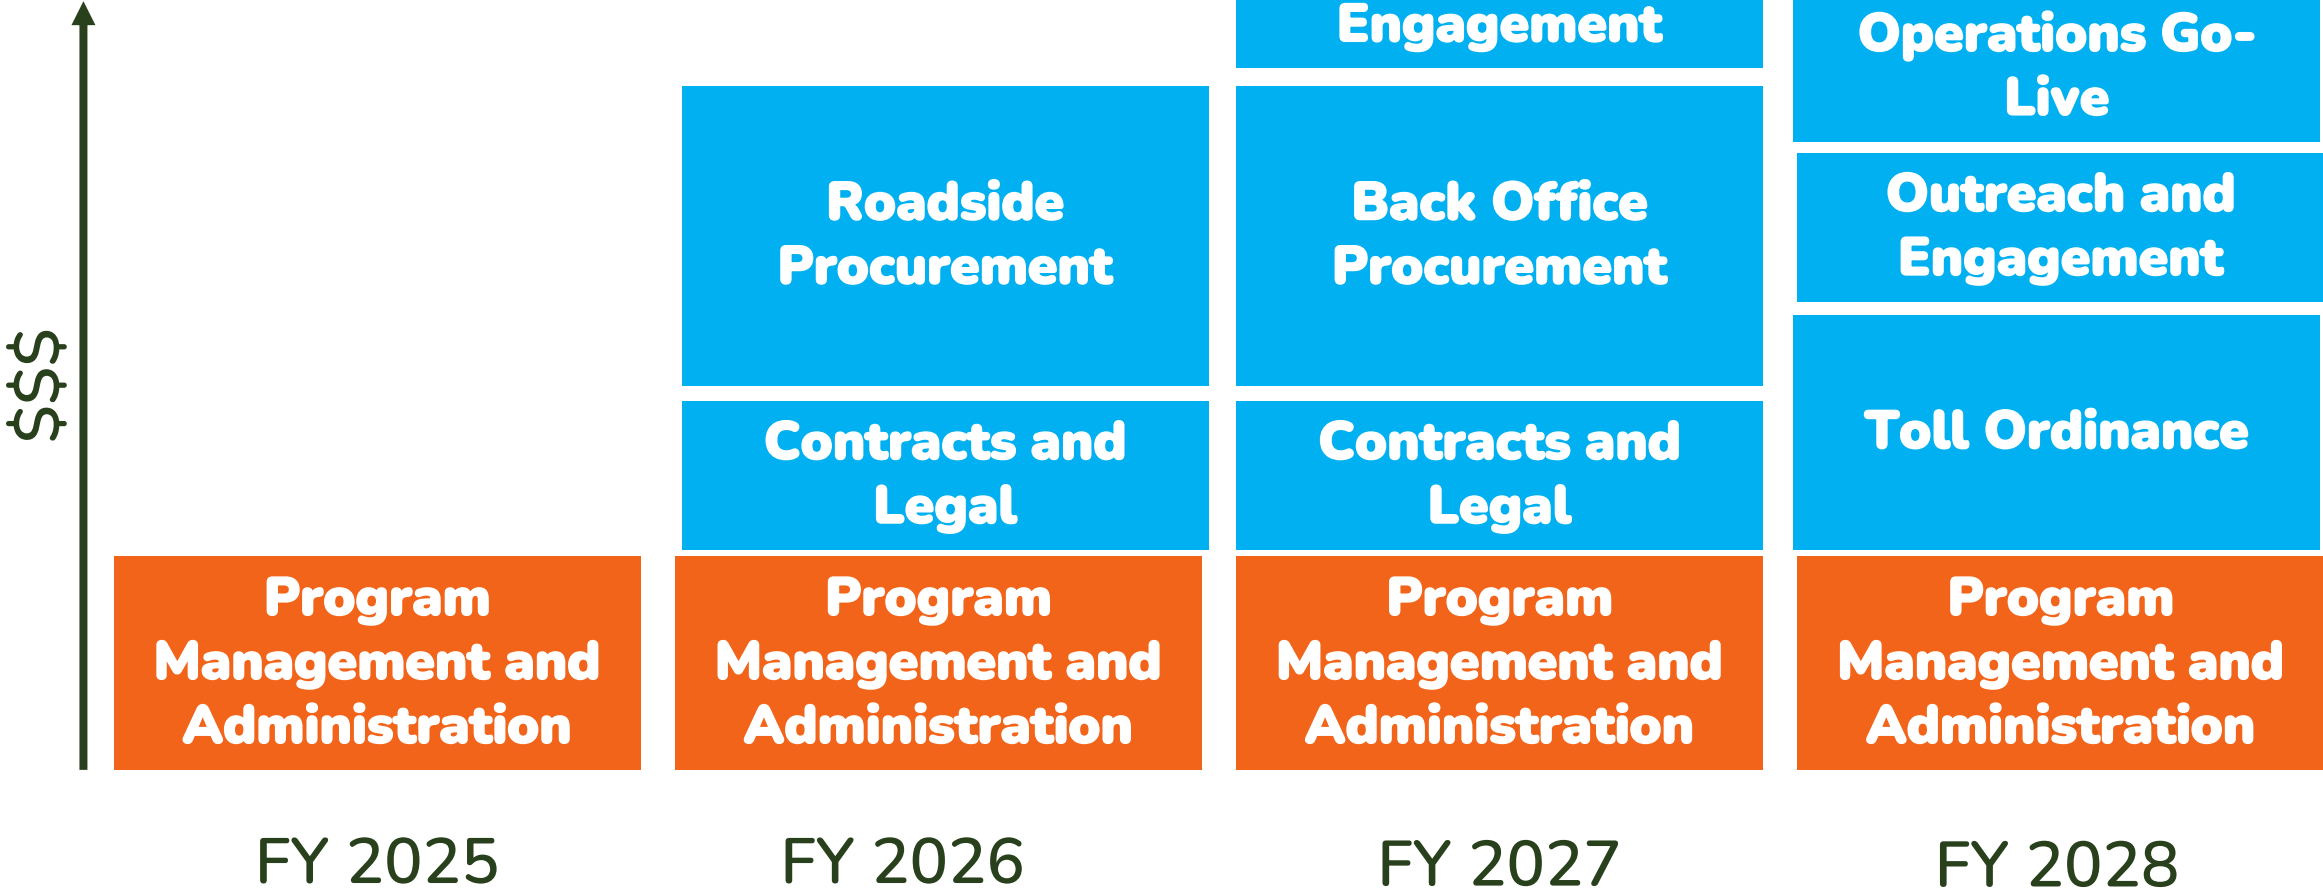 Engagement
Operations Go-
Live
Roadside
Procurement
Back Office
Procurement
Outreach and
Engagement
$$$
Contracts and
Legal
Contracts and
Legal
Toll Ordinance
Program
Management and
Administration
Program
Management and
Administration
Program
Management and
Administration
Program
Management and
Administration
FY 2025
FY 2026
FY 2027
FY 2028